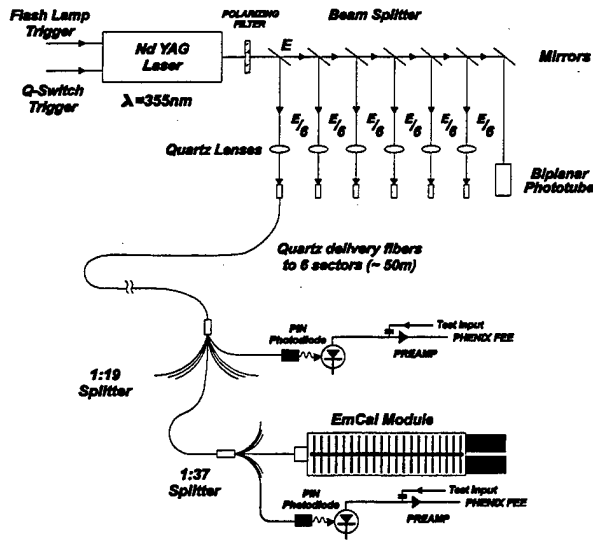 Flash Lamp
Trigger
Nd YAG
Laser
Q-Switch
Trigger
λ=355nm
POLARIZING
FILTER
E
Beam Splitter
Mirrors
E/6
E/6
E/6
E/6
E/6
Quartz Lenses
Biplanar
Phototube
Quartz delivery fibers
to 6 sectors (~ 50m)
1:19
Splitter
PIN
Photodiode
Test Input
PHENIX FEE
PREAMP
EmCal Module
1:37
Splitter
PIN
Photodiode
Test Input
PHENIX FEE
PREAMP